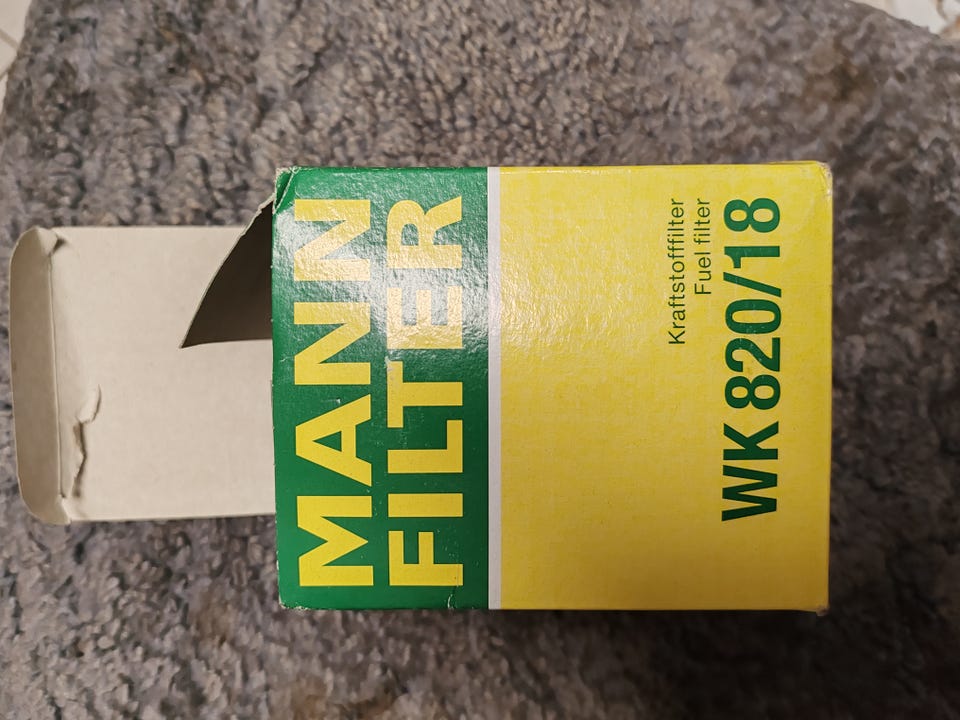 MANN
FILTER
Kraftstofffilter
Fuel filter
WK 820/18